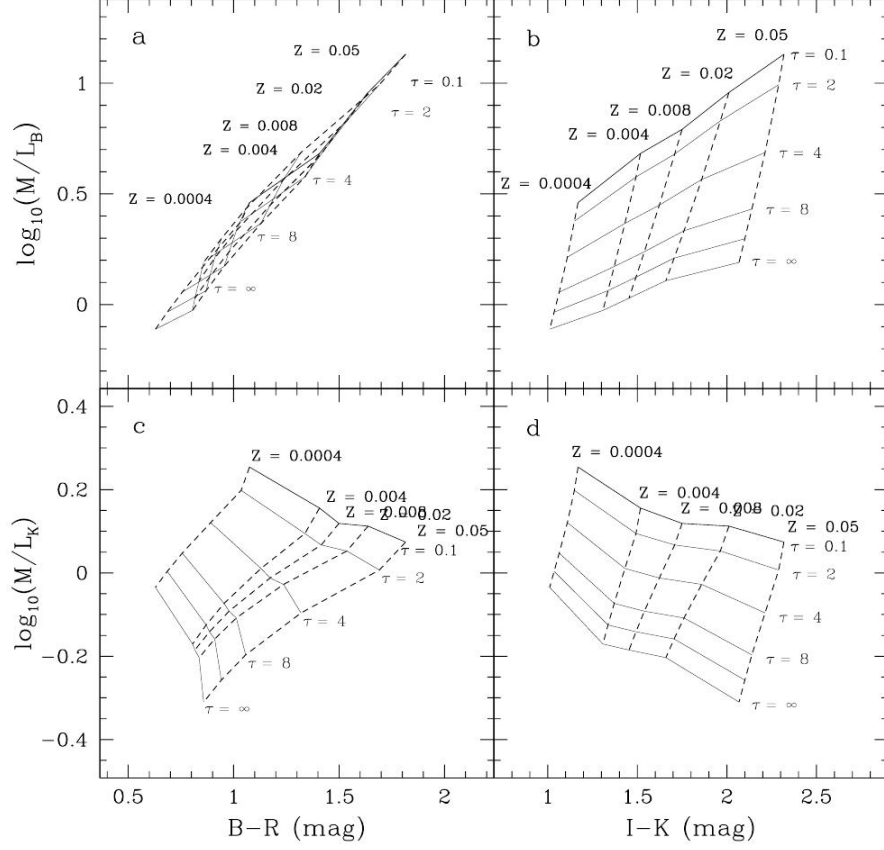 a
Z = 0.05
τ = 0.1
Z = 0.02
τ = 2
Z = 0.008
Z = 0.004
τ = 4
Z = 0.0004
τ = 8
τ = ∞
1
0.5
0
log10(M/LB)
b
Z = 0.05
τ = 0.1
Z = 0.02
τ = 2
Z = 0.008
Z = 0.004
τ = 4
Z = 0.0004
τ = 8
τ = ∞
c
Z = 0.0004
Z = 0.004
Z = 0.008
Z = 0.02
Z = 0.05
τ = 0.1
τ = 2
τ = 4
τ = 8
τ = ∞
0.4
0.2
0
−0.2
−0.4
log10(M/LK)
0.5
1
1.5
2
B−R (mag)
d
Z = 0.0004
Z = 0.004
Z = 0.008
Z = 0.02
Z = 0.05
τ = 0.1
τ = 2
τ = 4
τ = 8
τ = ∞
1
1.5
2
2.5
I−K (mag)